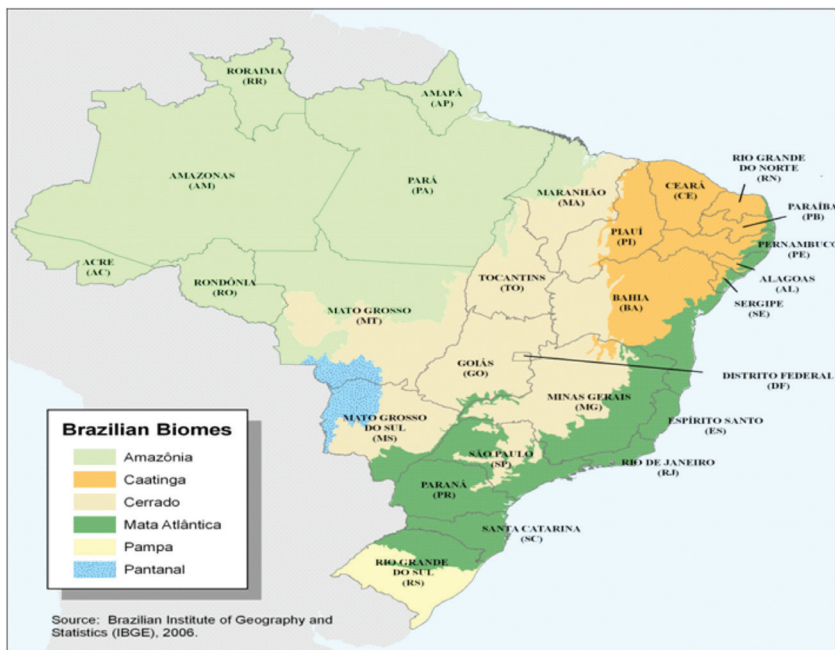 RORAIMA
(RR)
AMAPÁ
(AP)
AMAZONAS
(AM)
PARÁ
(PA)
MARANHÃO
(MA)
CEARÁ
(CE)
RIO GRANDE
DO NORTE
(RN)
PARAÍBA
(PB)
PIAUÍ
(PI)
PERNAMBUCO
(PE)
ACRE
(AC)
RONDÔNIA
(RO)
TOCANTINS
(TO)
ALAGOAS
(AL)
SERGIPE
(SE)
BAHIA
(BA)
MATO GROSSO
(MT)
GOIÁS
(GO)
DISTRITO FEDERAL
(DF)
MINAS GERAIS
(MG)
MATO GROSSO
DO SUL
(MS)
ESPÍRITO SANTO
(ES)
SÃO PAULO
(SP)
RIO DE JANEIRO
(RJ)
PARANÁ
(PR)
SANTA CATARINA
(SC)
RIO GRANDE
DO SUL
(RS)
Brazilian Biomes
Amazônia
Caatinga
Cerrado
Mata Atlântica
Pampa
Pantanal
Source: Brazilian Institute of Geography and
Statistics (IBGE), 2006.